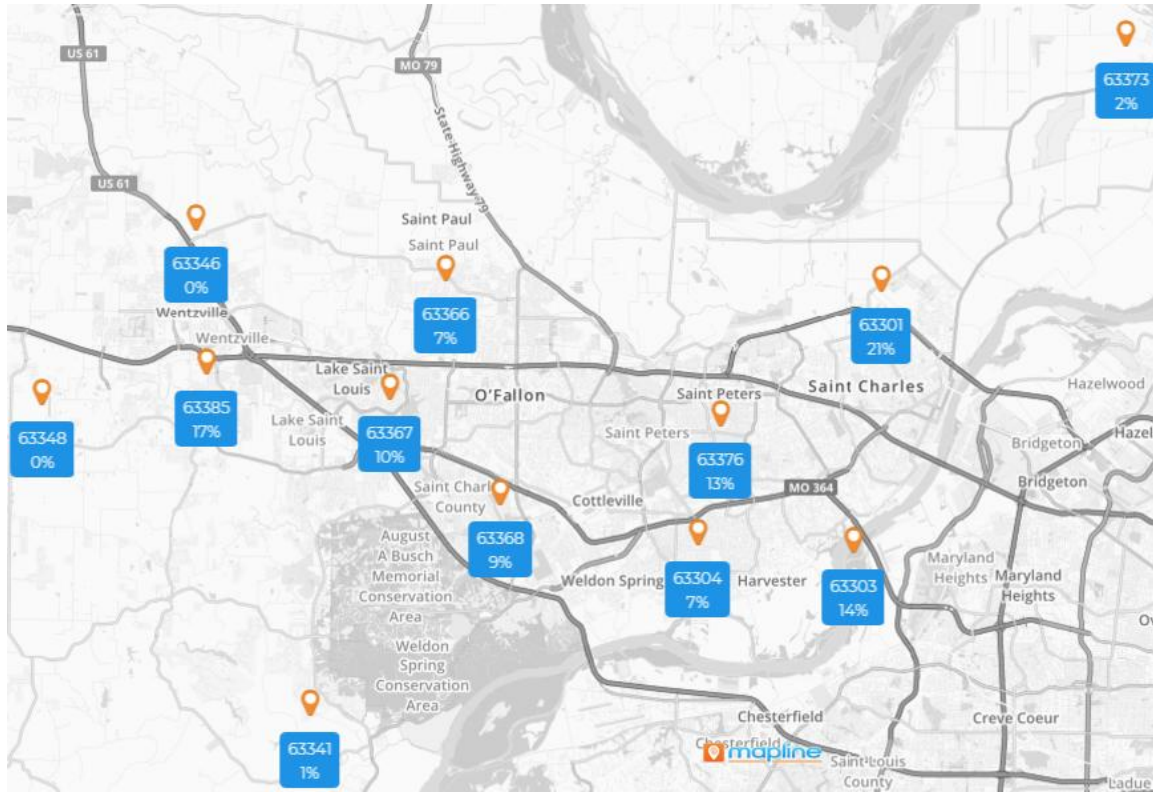 US 61
MO 79
63373
2%
State Highway 79
US 61
Saint Paul
Saint Paul
63346
0%
63366
7%
63301
21%
Wentzville
Wentzville
Lake Saint
Louis
O'Fallon
Saint Peters
Saint Charles
Hazelwood
63348
0%
63385
17%
Lake Saint
Louis
63367
10%
Saint Peters
63376
13%
Bridgeton
Bridgeton
Saint Charl
County
Cottleville
MO 364
63368
9%
August
A Busch
Memorial
Conservation
Area
Weldon Spring
63304
7%
Harvester
63303
14%
Maryland
Heights
Maryland
Heights
Weldon
Spring
Conservation
Area
63341
1%
Chesterfield
Chesterfield
mapline
Creve Coeur
Saint Louis
County
Ladue